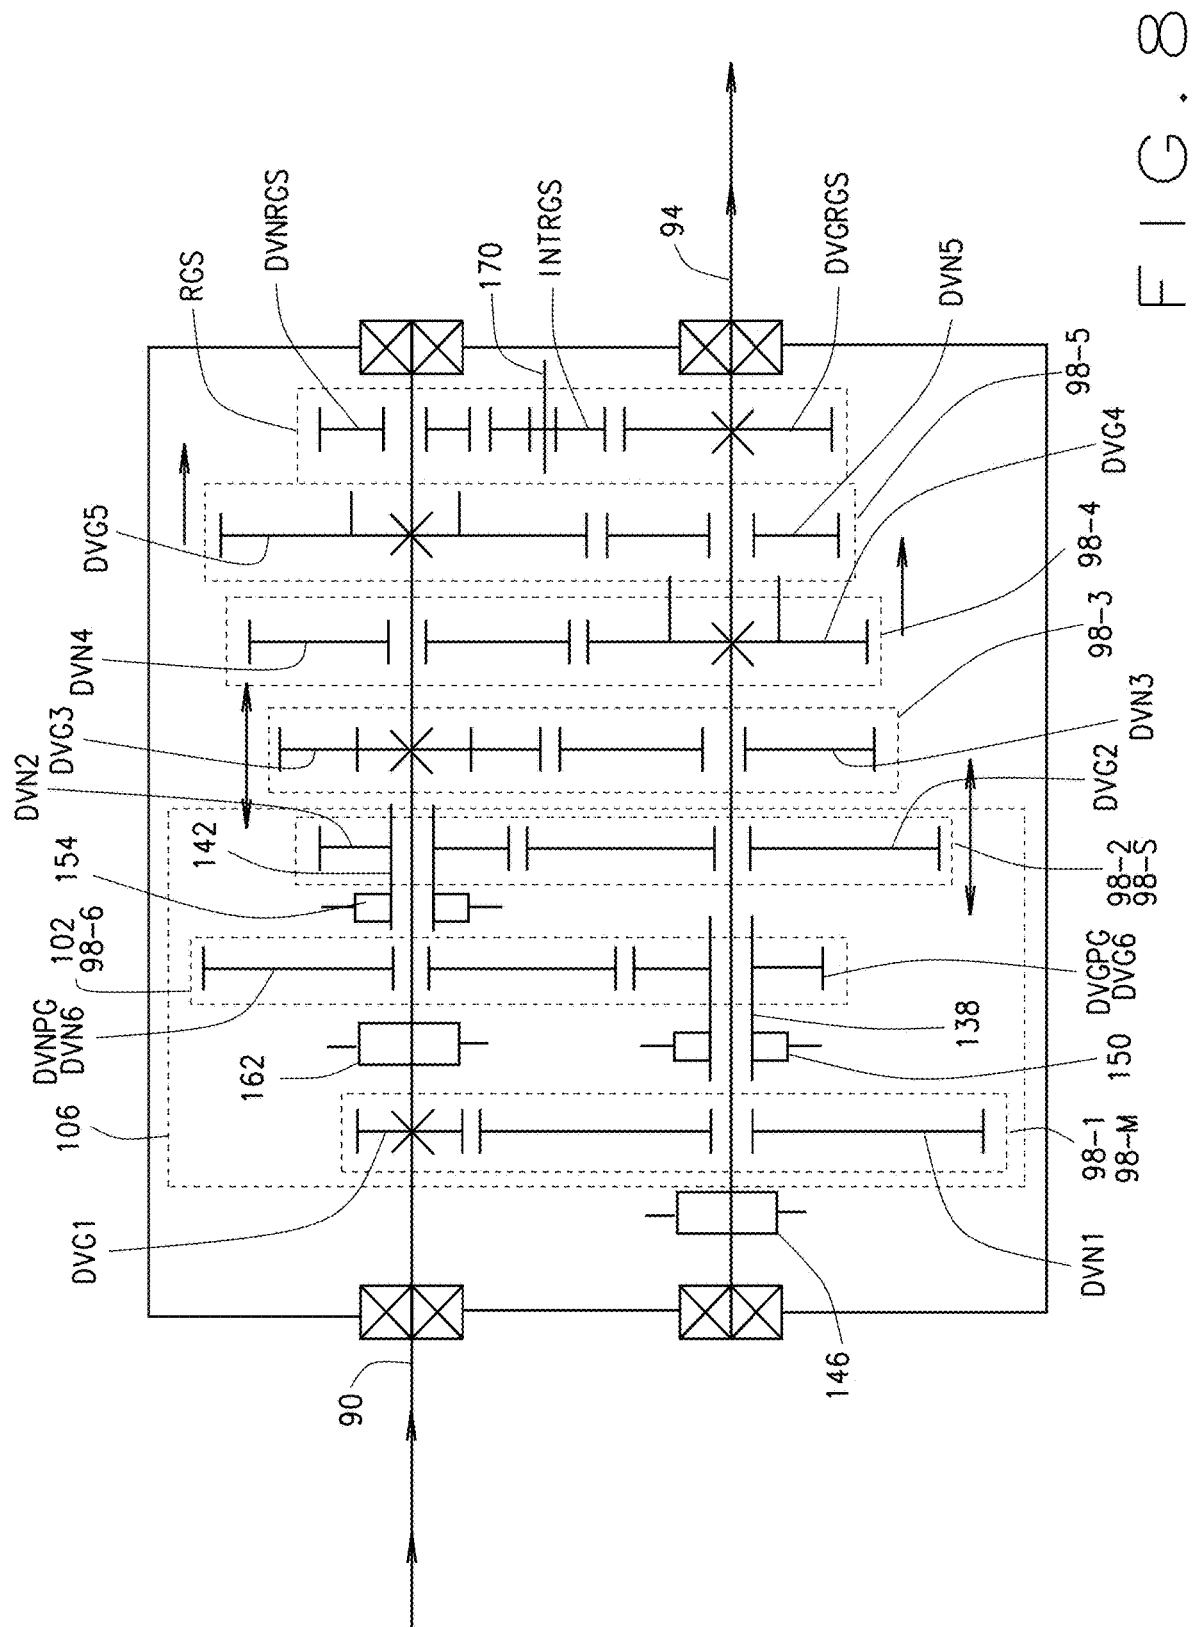 DVG1
106
DVNPG
DVN6
162
102
98-6
154
142
DVN2
DVG3
DVN4
DVG5
RGS
DVNRGS
170
INTRGS
90
94
146
DVN1
98-1
98-M
150
138
DVGPG
DVG6
98-2
98-S
DVG2
DVN3
98-3
98-4
DVG4
98-5
DVN5
DVGRGS
FIG. 8